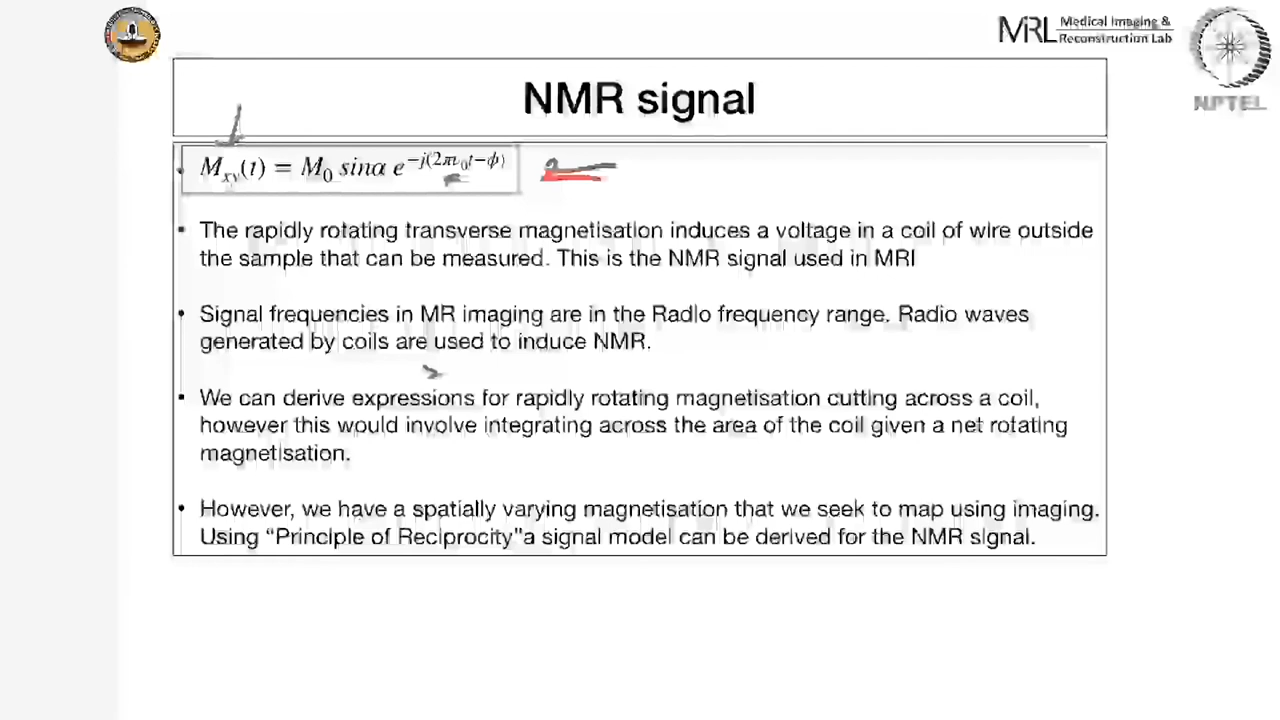 MRL Medical Imaging &
Reconstruction Lab
NPTEL
NMR signal
• M_xy(t) = M_0 sinα e^{-j(2πν_0t-ϕ)}
• The rapidly rotating transverse magnetisation induces a voltage in a coil of wire outside
the sample that can be measured. This is the NMR signal used in MRI
• Signal frequencies in MR imaging are in the Radio frequency range. Radio waves
generated by coils are used to induce NMR.
• We can derive expressions for rapidly rotating magnetisation cutting across a coil,
however this would involve integrating across the area of the coil given a net rotating
magnetisation.
• However, we have a spatially varying magnetisation that we seek to map using imaging.
Using “Principle of Reciprocity”a signal model can be derived for the NMR signal.